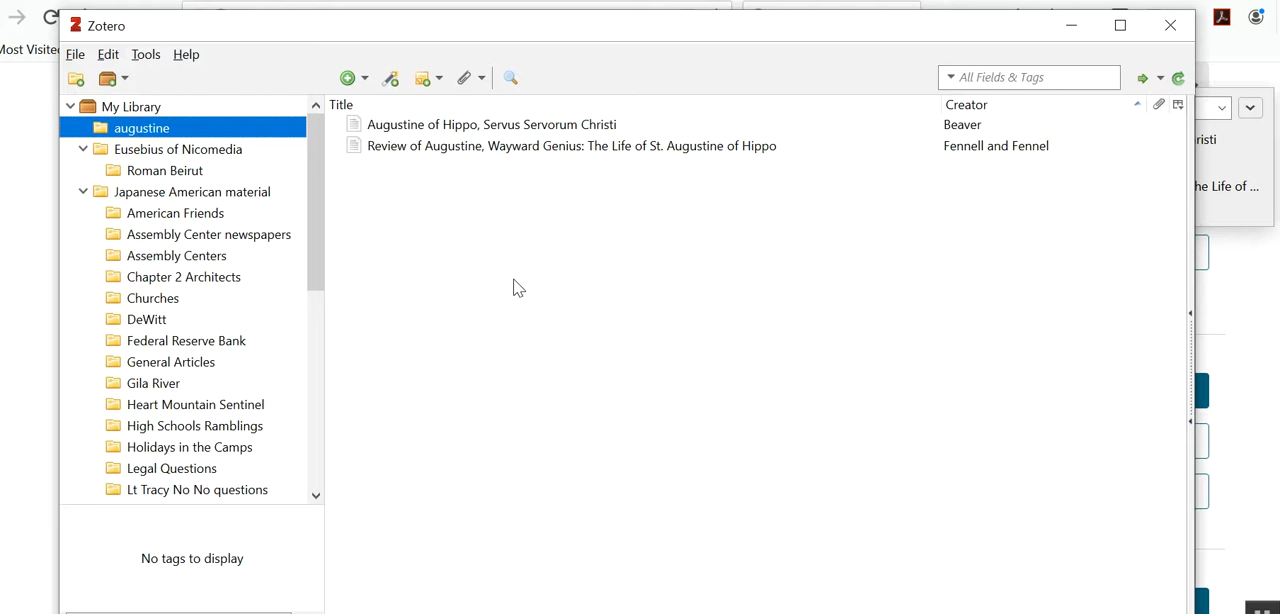 Zotero
Most Visite
File Edit Tools Help
All Fields & Tags
My Library
Title Creator
augustine
Augustine of Hippo, Servus Servorum Christi Beaver
risti
Eusebius of Nicomedia
Review of Augustine, Wayward Genius: The Life of St. Augustine of Hippo Fennell and Fennel
Roman Beirut
he Life of ...
Japanese American material
American Friends
Assembly Center newspapers
Assembly Centers
Chapter 2 Architects
Churches
DeWitt
Federal Reserve Bank
General Articles
Gila River
Heart Mountain Sentinel
High Schools Ramblings
Holidays in the Camps
Legal Questions
Lt Tracy No No questions
No tags to display